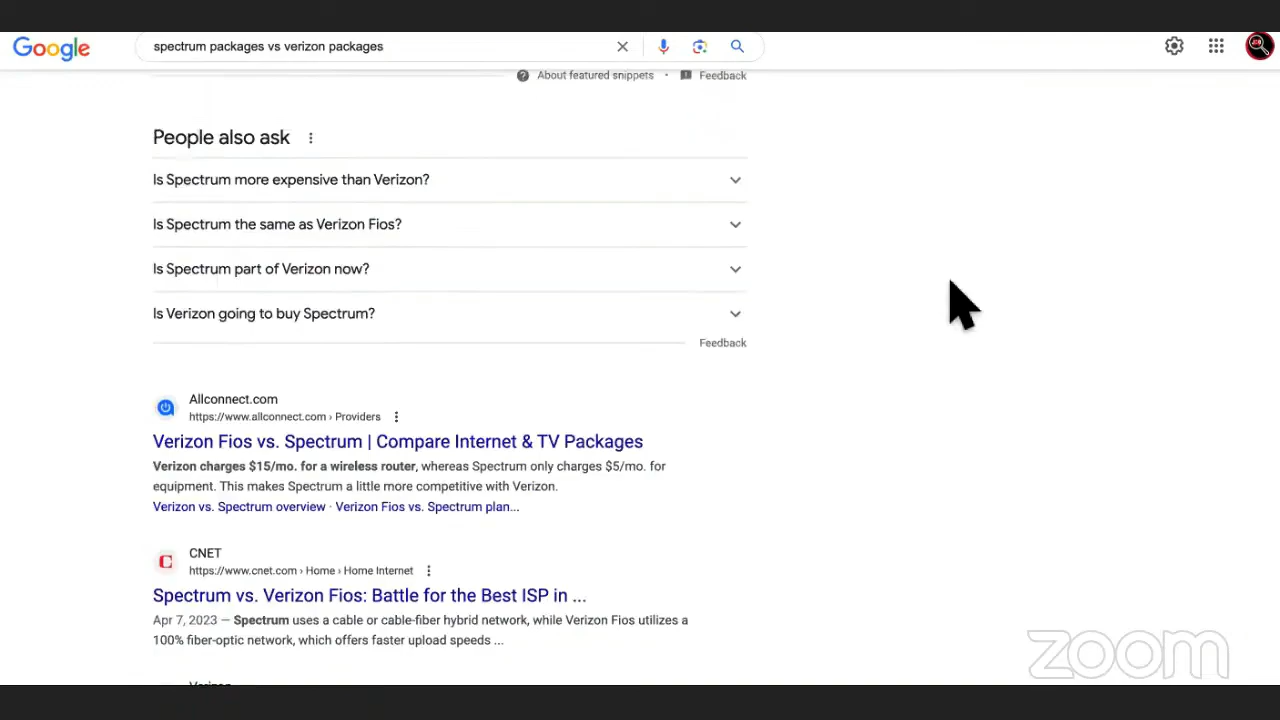 Google
spectrum packages vs verizon packages
About featured snippets • Feedback
People also ask
Is Spectrum more expensive than Verizon?
Is Spectrum the same as Verizon Fios?
Is Spectrum part of Verizon now?
Is Verizon going to buy Spectrum?
Feedback
Allconnect.com
https://www.allconnect.com › Providers
Verizon Fios vs. Spectrum | Compare Internet & TV Packages
Verizon charges $15/mo. for a wireless router, whereas Spectrum only charges $5/mo. for
equipment. This makes Spectrum a little more competitive with Verizon.
Verizon vs. Spectrum overview · Verizon Fios vs. Spectrum plan...
CNET
https://www.cnet.com › Home › Home Internet
Spectrum vs. Verizon Fios: Battle for the Best ISP in ...
Apr 7, 2023 — Spectrum uses a cable or cable-fiber hybrid network, while Verizon Fios utilizes a
100% fiber-optic network, which offers faster upload speeds ...
Verizon
zoom